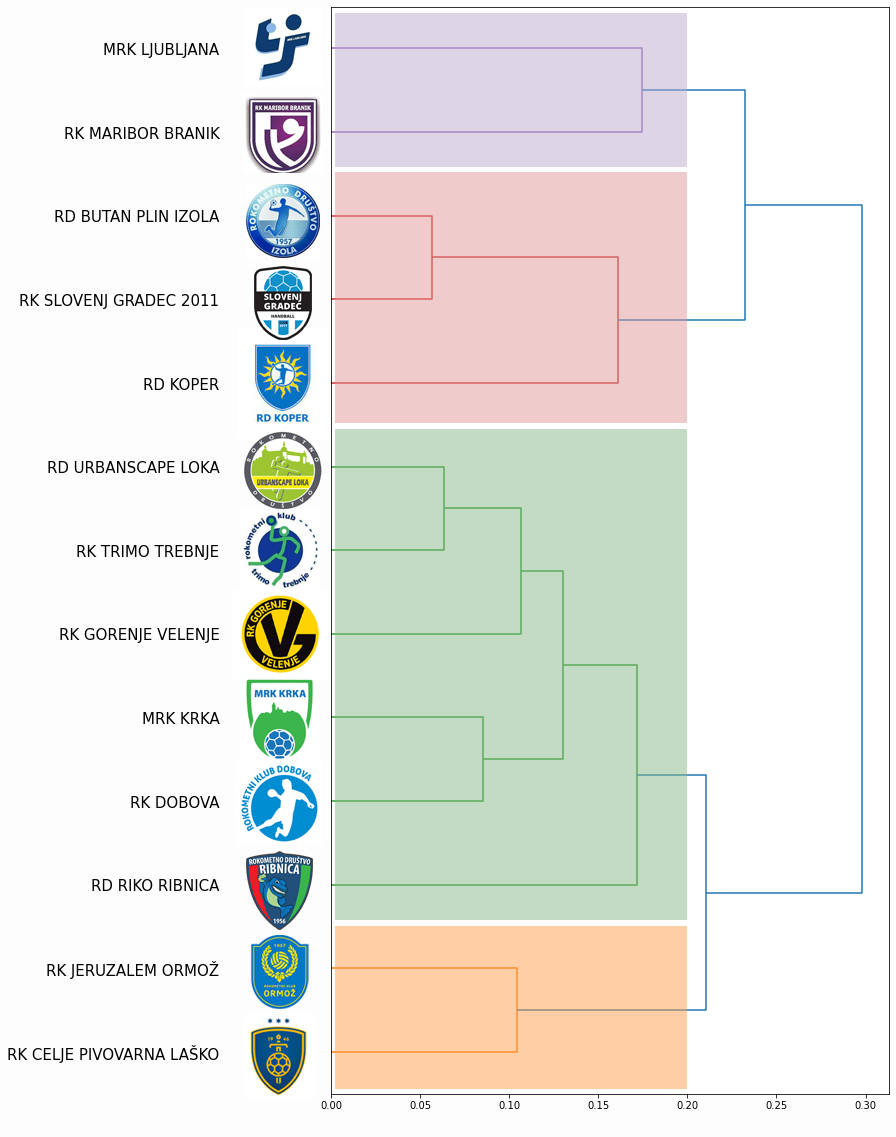 MRK LJUBLJANA
MRK LJUBLJANA
RK MARIBOR BRANIK
RK MARIBOR BRANIK
RD BUTAN PLIN IZOLA
ROKOMETNO DRUŠTVO
1957
IZOLA
RK SLOVENJ GRADEC 2011
SLOVENJ
GRADEC
HANDBALL
2011
RD KOPER
RD KOPER
RD URBANSCAPE LOKA
ROKOMETNO
URBANSCAPE LOKA
DRUŠTVO
RK TRIMO TREBNJE
rokometni klub
trimo trebnje
RK GORENJE VELENJE
RK GORENJE
VG
VELENJE
MRK KRKA
MRK KRKA
RK DOBOVA
ROKOMETNI KLUB DOBOVA
RD RIKO RIBNICA
ROKOMETNO DRUŠTVO
RIBNICA
1956
RK JERUZALEM ORMOŽ
1957
ROKOMETNI KLUB
ORMOŽ
RK CELJE PIVOVARNA LAŠKO
19 46
0.00 0.05 0.10 0.15 0.20 0.25 0.30